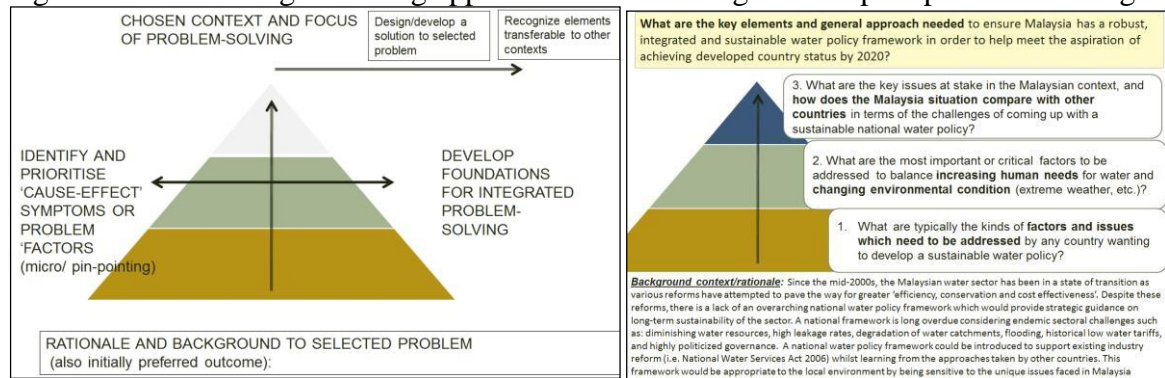 CHOSEN CONTEXT AND FOCUS
OF PROBLEM-SOLVING
Design/develop a
solution to selected
problem
Recognize elements
transferable to other
contexts
IDENTIFY AND
PRIORITISE
'CAUSE-EFFECT'
SYMPTOMS OR
PROBLEM
'FACTORS
(micro/ pin-pointing)
DEVELOP
FOUNDATIONS
FOR INTEGRATED
PROBLEM-
SOLVING
RATIONALE AND BACKGROUND TO SELECTED PROBLEM
(also initially preferred outcome):
What are the key elements and general approach needed to ensure Malaysia has a robust,
integrated and sustainable water policy framework in order to help meet the aspiration of
achieving developed country status by 2020?
3. What are the key issues at stake in the Malaysian context, and
how does the Malaysia situation compare with other
countries in terms of the challenges of coming up with a
sustainable national water policy?
2. What are the most important or critical factors to be
addressed to balance increasing human needs for water and
changing environmental condition (extreme weather, etc.)?
1. What are typically the kinds of factors and issues
which need to be addressed by any country wanting
to develop a sustainable water policy?
Background context/rationale: Since the mid-2000s, the Malaysian water sector has been in a state of transition as
various reforms have attempted to pave the way for greater 'efficiency, conservation and cost effectiveness'. Despite these
reforms, there is a lack of an overarching national water policy framework which would provide strategic guidance on
long-term sustainability of the sector. A national framework is long overdue considering endemic sectoral challenges such
as: diminishing water resources, high leakage rates, degradation of water catchments, flooding, historical low water tariffs,
and highly politicized governance. A national water policy framework could be introduced to support existing industry
reform (i.e. National Water Services Act 2006) whilst learning from the approaches taken by other countries. This
framework would be appropriate to the local environment by being sensitive to the unique issues faced in Malaysia